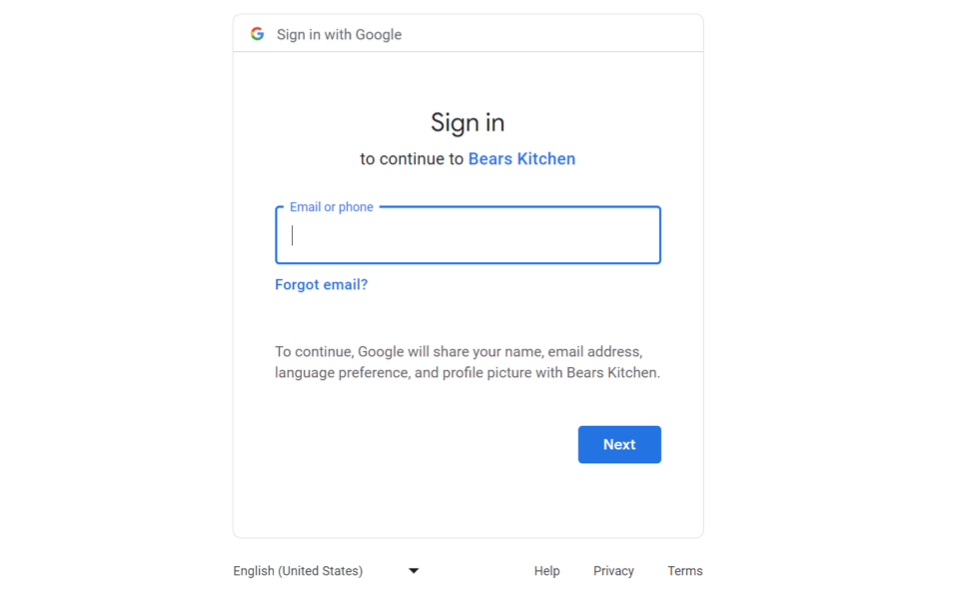 Sign in with Google
Sign in
to continue to Bears Kitchen
Email or phone
Forgot email?
To continue, Google will share your name, email address,
language preference, and profile picture with Bears Kitchen.
Next
English (United States)
Help
Privacy
Terms